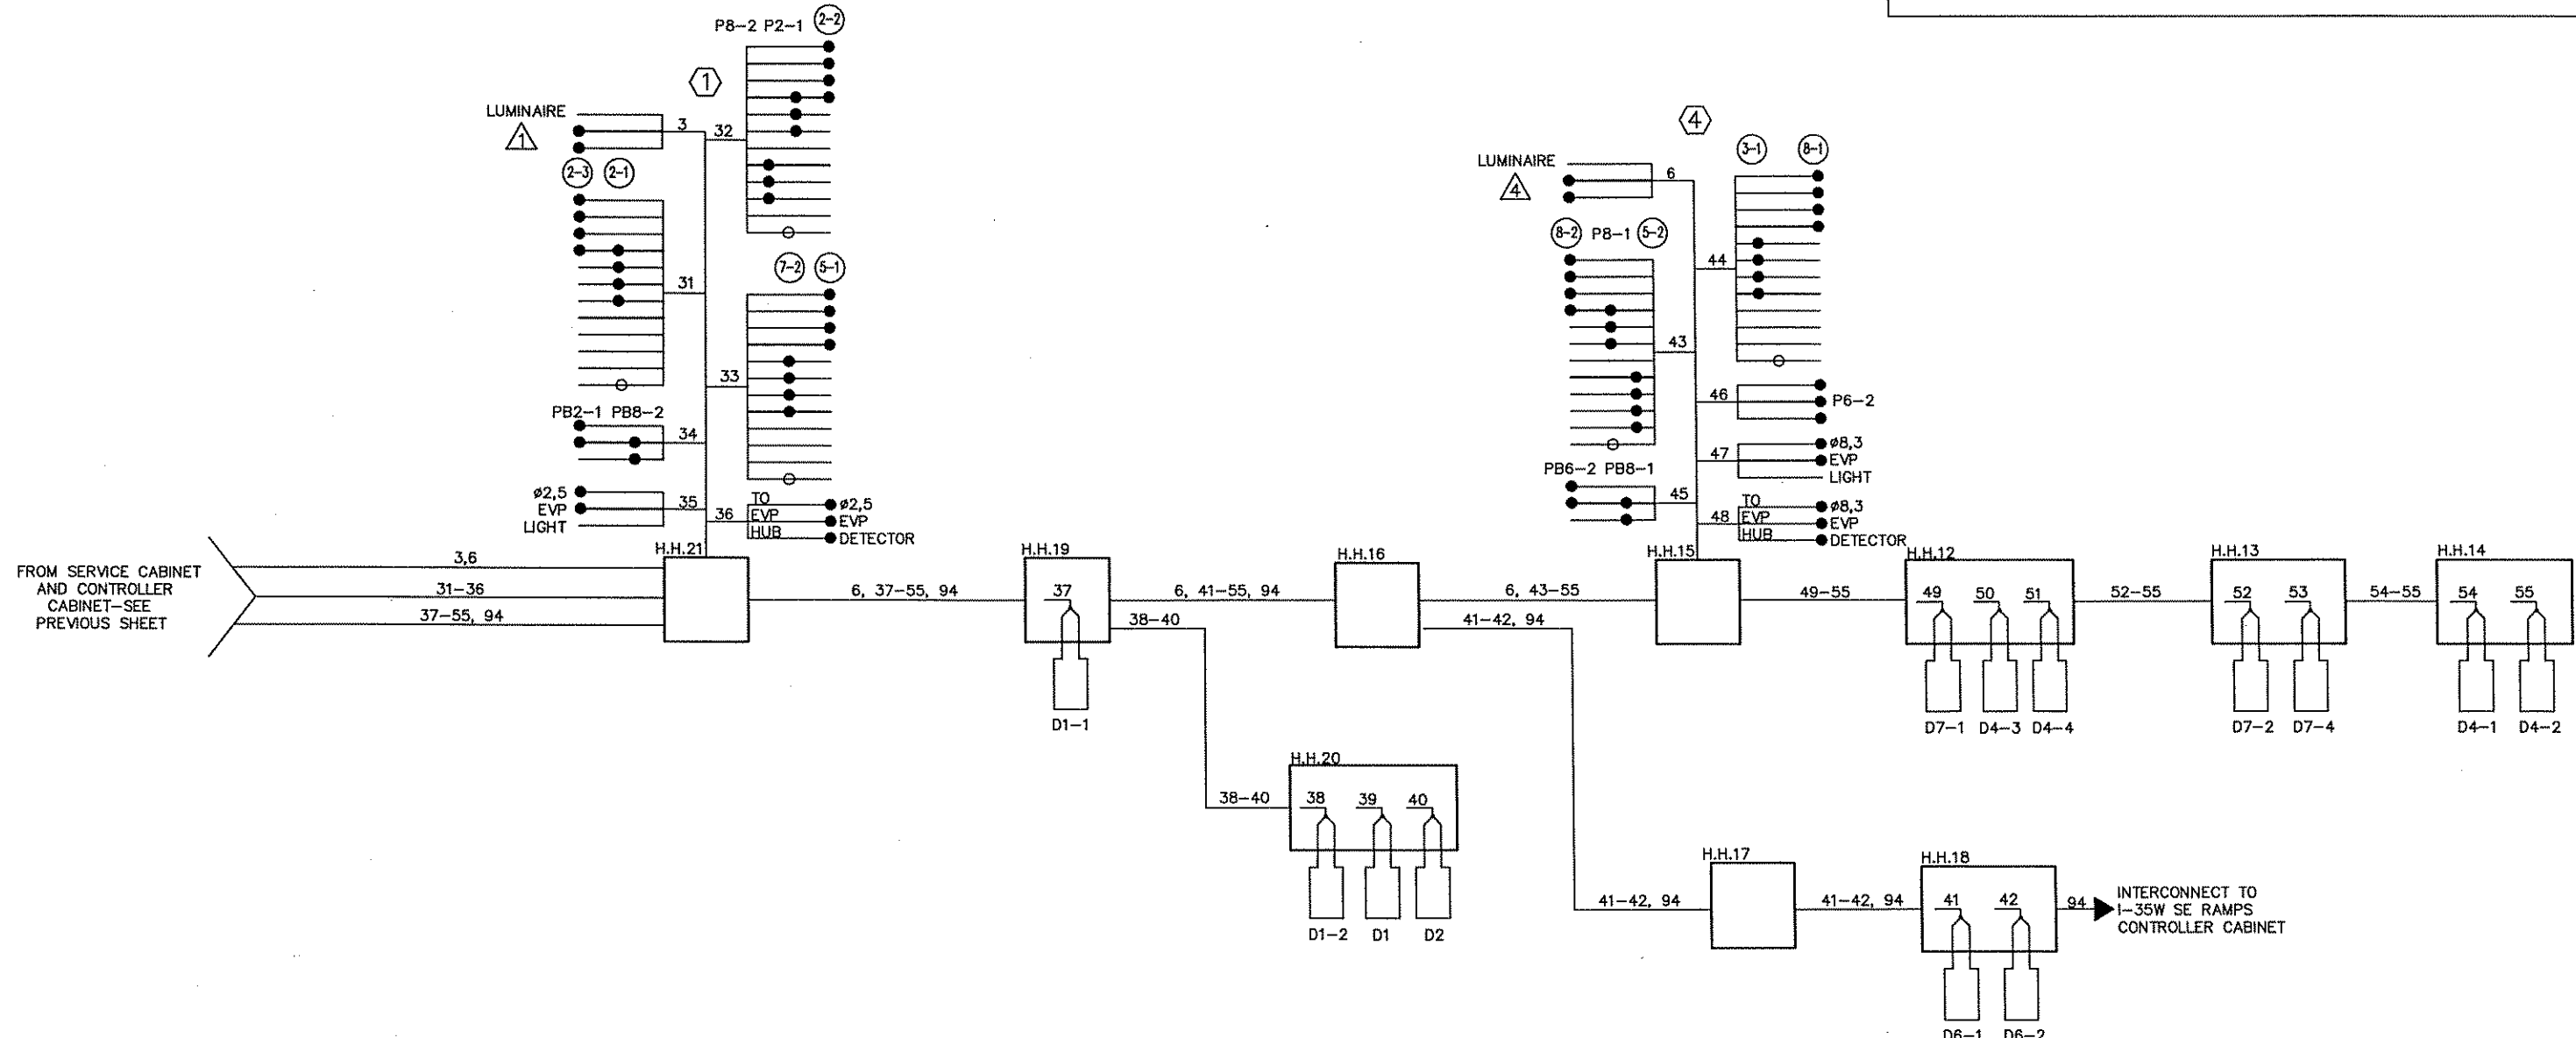 P8-2 P2-1 2-2
1
LUMINAIRE
1
3
32
2-3 2-1
31
7-2 5-1
33
PB2-1 PB8-2
34
ø2,5
EVP
LIGHT
35
36
TO
EVP
HUB
ø2,5
EVP
DETECTOR
4
LUMINAIRE
4
6
3-1 8-1
44
8-2 P8-1 5-2
43
46
P6-2
47
ø8,3
EVP
LIGHT
PB6-2 PB8-1
45
48
TO
EVP
HUB
ø8,3
EVP
DETECTOR
FROM SERVICE CABINET
AND CONTROLLER
CABINET-SEE
PREVIOUS SHEET
3,6
31-36
37-55, 94
H.H.21
6, 37-55, 94
H.H.19
37
D1-1
6, 41-55, 94
38-40
H.H.16
6, 43-55
41-42, 94
H.H.15
49-55
H.H.12
49 50 51
D7-1 D4-3 D4-4
52-55
H.H.13
52 53
D7-2 D7-4
54-55
H.H.14
54 55
D4-1 D4-2
38-40
H.H.20
38 39 40
D1-2 D1 D2
41-42, 94
H.H.17
41-42, 94
H.H.18
41 42
D6-1 D6-2
94
INTERCONNECT TO
I-35W SE RAMPS
CONTROLLER CABINET